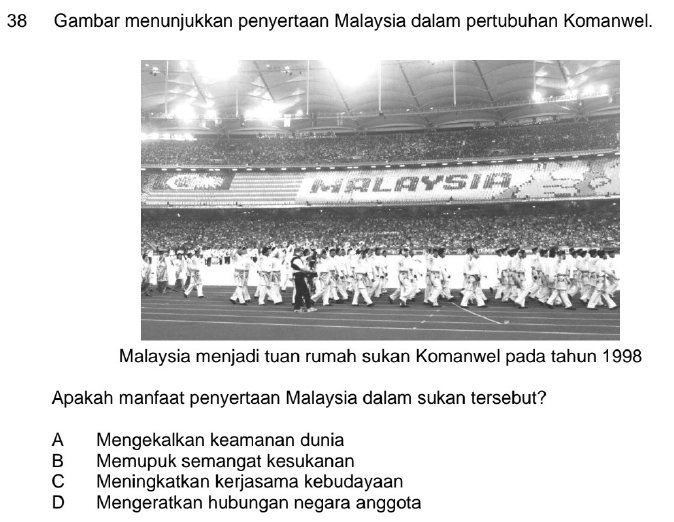 38 Gambar menunjukkan penyertaan Malaysia dalam pertubuhan Komanwel.
MALAYSIA
Malaysia menjadi tuan rumah sukan Komanwel pada tahun 1998
Apakah manfaat penyertaan Malaysia dalam sukan tersebut?
A Mengekalkan keamanan dunia
B Memupuk semangat kesukanan
C Meningkatkan kerjasama kebudayaan
D Mengeratkan hubungan negara anggota